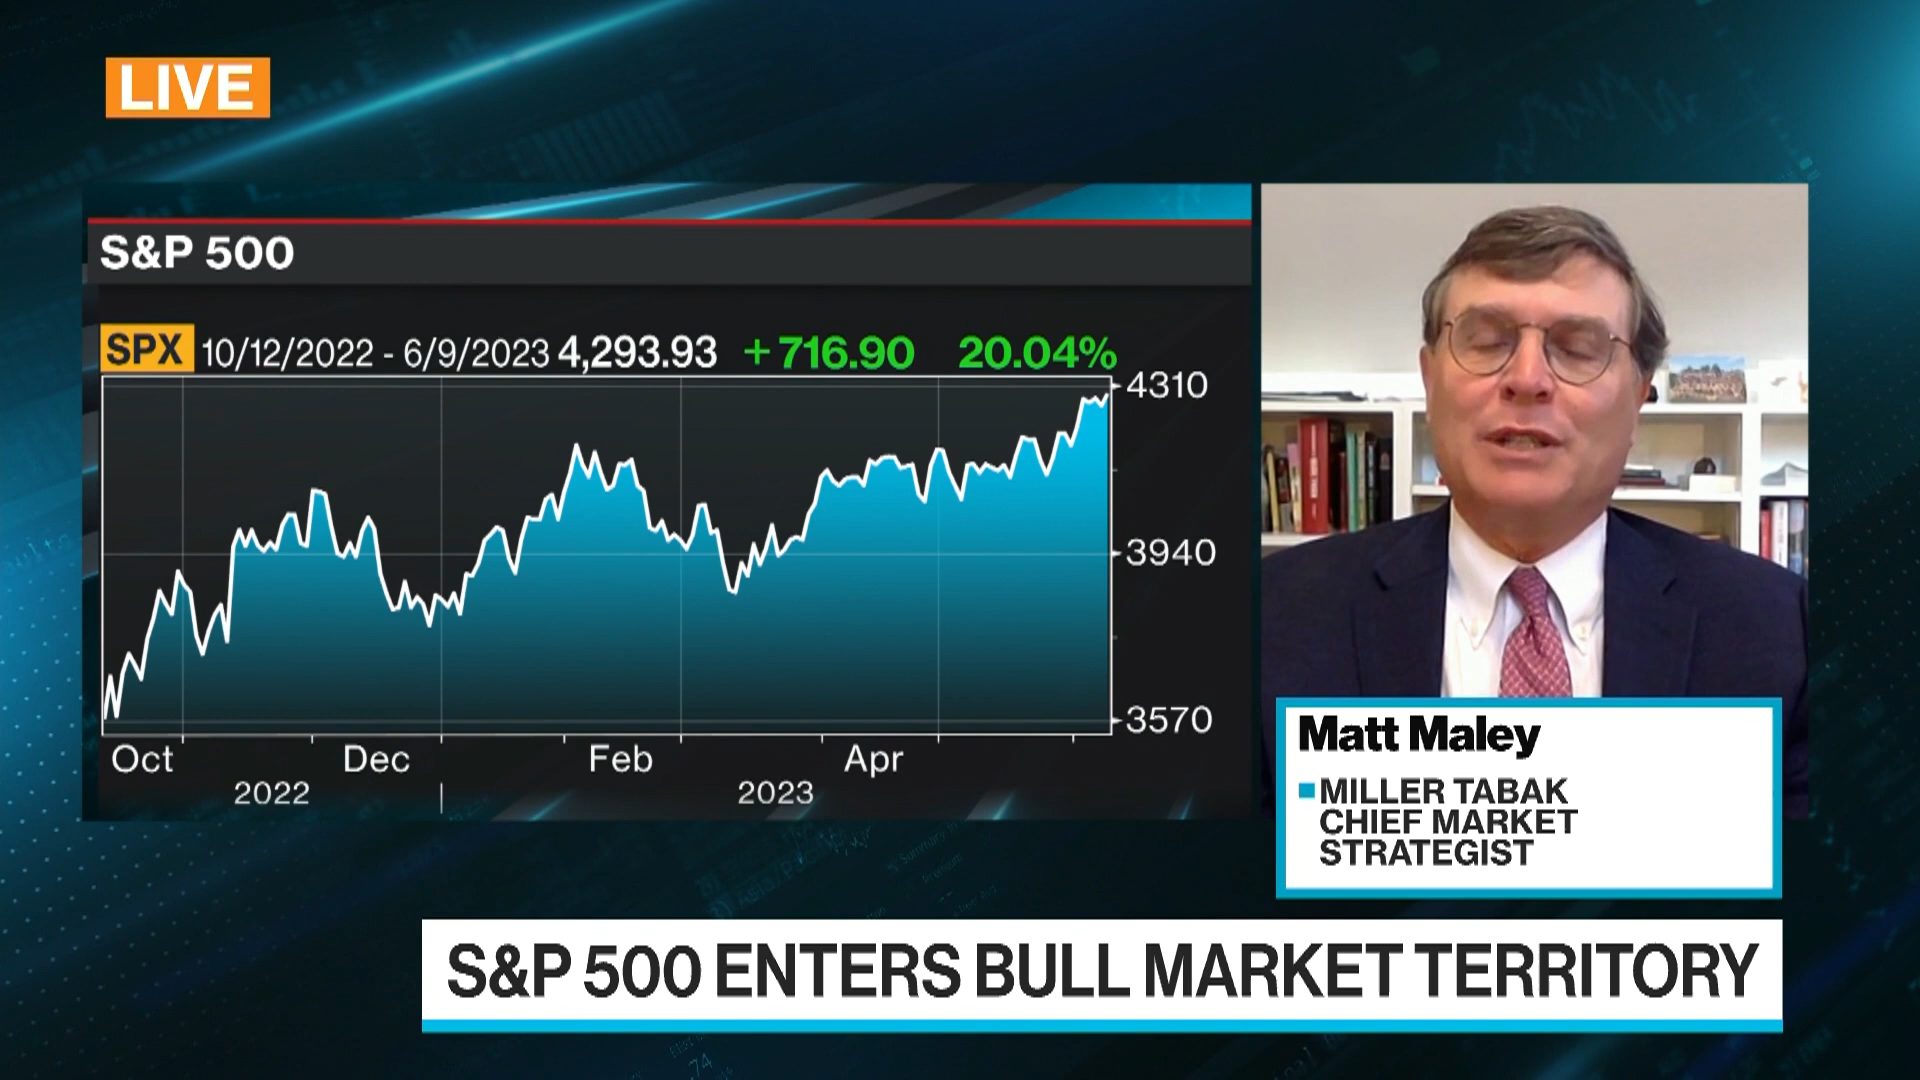 LIVE
S&P 500
SPX 10/12/2022 - 6/9/2023 4,293.93 +716.90 20.04%
4310
3940
3570
Oct Dec Feb Apr
2022 2023
Matt Maley
MILLER TABAK
CHIEF MARKET
STRATEGIST
S&P 500 ENTERS BULL MARKET TERRITORY